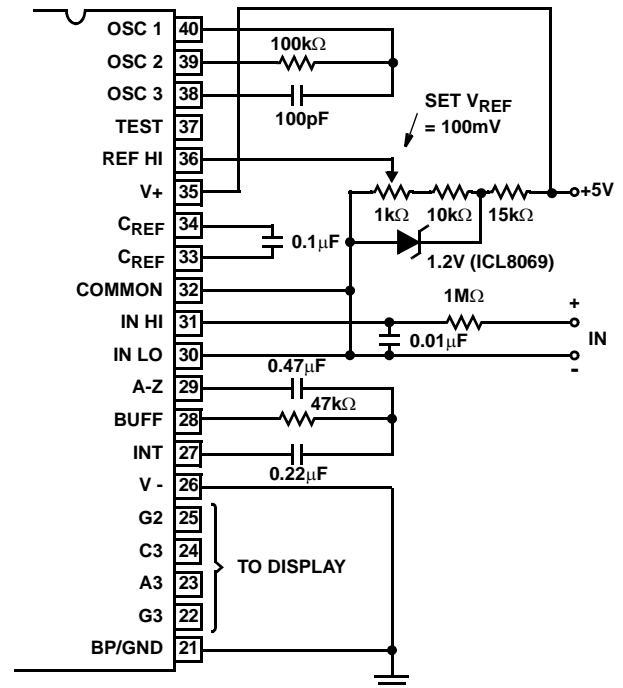 OSC 1 40
100kΩ
OSC 2 39
OSC 3 38
100pF
SET VREF
= 100mV
TEST 37
REF HI 36
V+ 35
+5V
1kΩ 10kΩ 15kΩ
CREF 34
0.1µF
CREF 33
1.2V (ICL8069)
COMMON 32
1MΩ
+
IN HI 31
0.01µF
IN
IN LO 30
-
0.47µF
A-Z 29
47kΩ
BUFF 28
INT 27
0.22µF
V - 26
G2 25
C3 24
TO DISPLAY
A3 23
G3 22
BP/GND 21